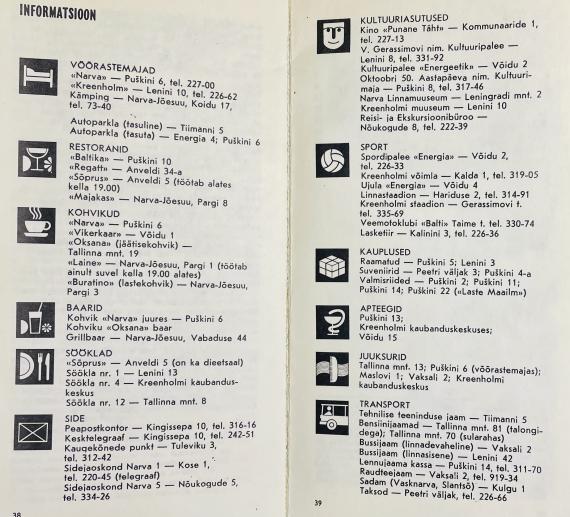 INFORMATSIOON
VÕÕRASTEMAJAD
«Narva» — Puškini 6, tel. 227-00
«Kreenholm» — Lenini 10, tel. 226-62
Kämping — Narva-Jõesuu, Koidu 17,
tel. 73-40
Autoparkla (tasuline) — Tiimanni 5
Autoparkla (tasuta) — Energia 4; Puškini 6
RESTORANID
«Baltika» — Puškini 10
«Regatt» — Anveldi 34-a
«Sõprus» — Anveldi 5 (töötab alates
kella 19.00)
«Majakas» — Narva-Jõesuu, Pargi 8
KOHVIKUD
«Narva» — Puškini 6
«Vikerkaar» — Võidu 1
«Oksana» (jäätisekohvik) —
Tallinna mnt. 19
«Laine» — Narva-Jõesuu, Pargi 1 (töötab
ainult suvel kella 19.00 alates)
«Buratino» (lastekohvik) — Narva-Jõesuu,
Pargi 3
BAARID
Kohvik «Narva» juures — Puškini 6
Kohviku «Oksana» baar
Grillbaar — Narva-Jõesuu, Vabaduse 44
SÖÖKLAD
«Sõprus» — Anveldi 5 (on ka dieetsaal)
Söökla nr. 1 — Lenini 13
Söökla nr. 4 — Kreenholmi kaubandus-
keskus
Söökla nr. 12 — Tallinna mnt. 8
SIDE
Peapostkontor — Kingissepa 10, tel. 316-16
Kesktelegraaf — Kingissepa 10, tel. 242-51
Kaugekõnede punkt — Tuleviku 3,
tel. 312-42
Sidejaoskond Narva 1 — Kose 1,
tel. 220-45 (telegraaf)
Sidejaoskond Narva 5 — Nõukogude 5,
tel. 334-26
38
KULTUURIASUTUSED
Kino «Punane Täht» — Kommunaaride 1,
tel. 227-13
V. Gerassimovi nim. Kultuuripalee —
Lenini 8, tel. 331-92
Kultuuripalee «Energeetik» — Võidu 2
Oktoobri 50. Aastapäeva nim. Kultuuri-
maja — Puškini 8, tel. 317-46
Narva Linnamuuseum — Leningradi mnt. 2
Kreenholmi muuseum — Lenini 10
Reisi- ja Ekskursioonibüroo —
Nõukogude 8, tel. 222-39
SPORT
Spordipalee «Energia» — Võidu 2,
tel. 226-33
Kreenholmi võimla — Kalda 1, tel. 319-05
Ujula «Energia» — Võidu 4
Linnastaadion — Hariduse 2, tel. 314-91
Kreenholmi staadion — Gerassimovi t.
tel. 335-69
Veemotoklubi «Balti» Taime t. tel. 330-74
Lasketiir — Kalinini 3, tel. 226-36
KAUPLUSED
Raamatud — Puškini 5; Lenini 3
Suveniirid — Peetri väljak 3; Puškini 4-a
Valmisriided — Puškini 2; Puškini 11;
Puškini 14; Puškini 22 («Laste Maailm»)
APTEEGID
Puškini 13;
Kreenholmi kaubanduskeskuses;
Võidu 15
JUUKSURID
Tallinna mnt. 13; Puškini 6 (võõrastemajas);
Maslovi 1; Vaksali 2; Kreenholmi
kaubanduskeskus
TRANSPORT
Tehnilise teeninduse jaam — Tiimanni 5
Bensiinijaamad — Tallinna mnt. 81 (talongi-
dega); Tallinna mnt. 70 (sularahas)
Bussijaam (linnadevaheline) — Vaksali 2
Bussijaam (linnasisene) — Lenini 42
Lennujaama kassa — Puškini 14, tel. 311-70
Raudteejaam — Vaksali 2, tel. 919-34
Sadam (Vasknarva, Slantsõ) — Kulgu 1
Taksod — Peetri väljak, tel. 226-66
39